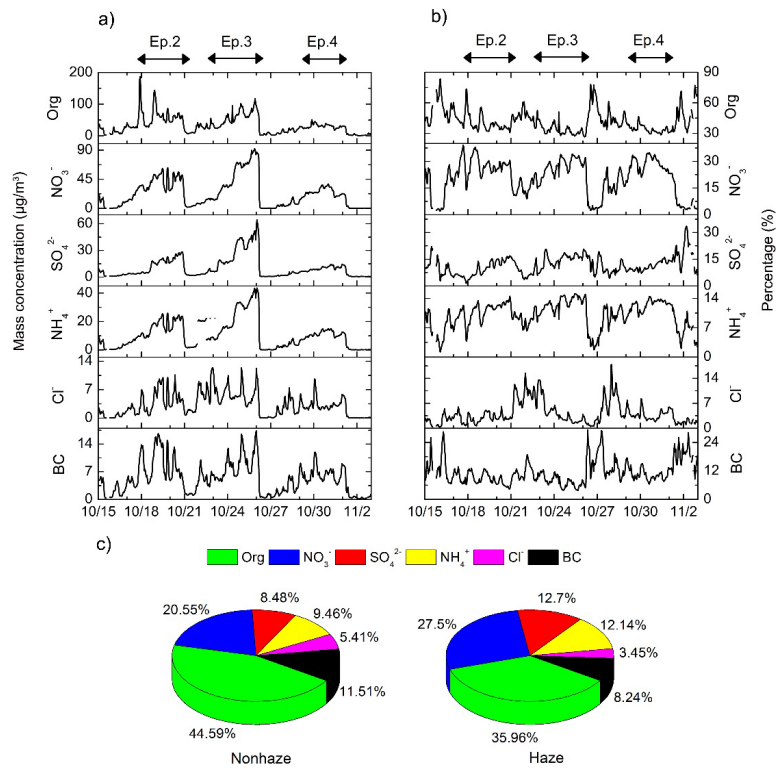 a)
Ep.2 Ep.3 Ep.4
Mass concentration (μg/m³)
Org
200
100
0
NO₃⁻
90
45
0
SO₄²⁻
60
30
0
NH₄⁺
40
20
0
Cl⁻
14
7
0
BC
14
7
0
10/15 10/18 10/21 10/24 10/27 10/30 11/2
b)
Ep.2 Ep.3 Ep.4
Percentage (%)
90
60
30
Org
30
15
0
NO₃⁻
30
15
0
SO₄²⁻
14
7
0
NH₄⁺
14
7
0
Cl⁻
24
12
0
BC
10/15 10/18 10/21 10/24 10/27 10/30 11/2
c)
Org NO₃⁻ SO₄²⁻ NH₄⁺ Cl⁻ BC
20.55%
8.48%
9.46%
5.41%
11.51%
44.59%
Nonhaze
27.5%
12.7%
12.14%
3.45%
8.24%
35.96%
Haze